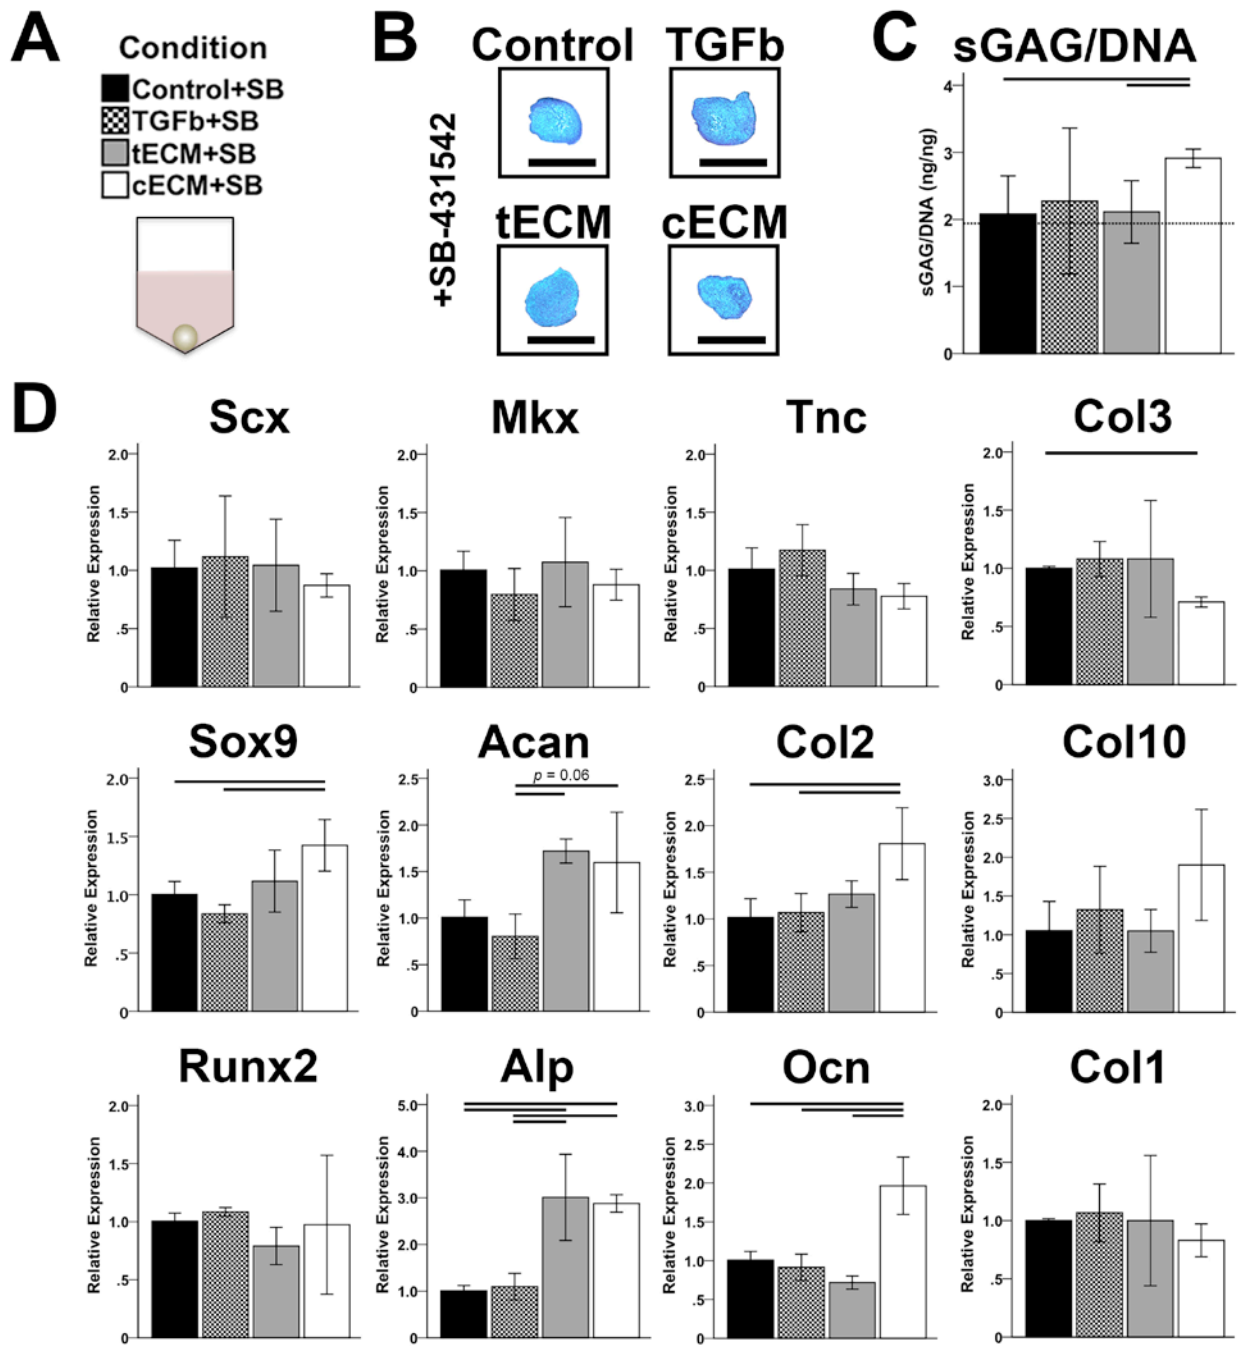 A
Condition
Control+SB
TGFb+SB
tECM+SB
cECM+SB
B
Control
TGFb
+SB-431542
tECM
cECM
C
sGAG/DNA
sGAG/DNA (ng/ng)
4
3
2
1
0
D
Scx
Relative Expression
2.0
1.5
1.0
.5
0
Mkx
Relative Expression
2.0
1.5
1.0
.5
0
Tnc
Relative Expression
2.0
1.5
1.0
.5
0
Col3
Relative Expression
2.0
1.5
1.0
.5
0
Sox9
Relative Expression
2.0
1.5
1.0
.5
0
Acan
p = 0.06
Relative Expression
2.5
2.0
1.5
1.0
.5
0
Col2
Relative Expression
2.5
2.0
1.5
1.0
.5
0
Col10
Relative Expression
3.0
2.5
2.0
1.5
1.0
.5
0
Runx2
Relative Expression
2.0
1.5
1.0
.5
0
Alp
Relative Expression
5.0
4.0
3.0
2.0
1.0
0
Ocn
Relative Expression
3.0
2.5
2.0
1.5
1.0
.5
0
Col1
Relative Expression
2.0
1.5
1.0
.5
0